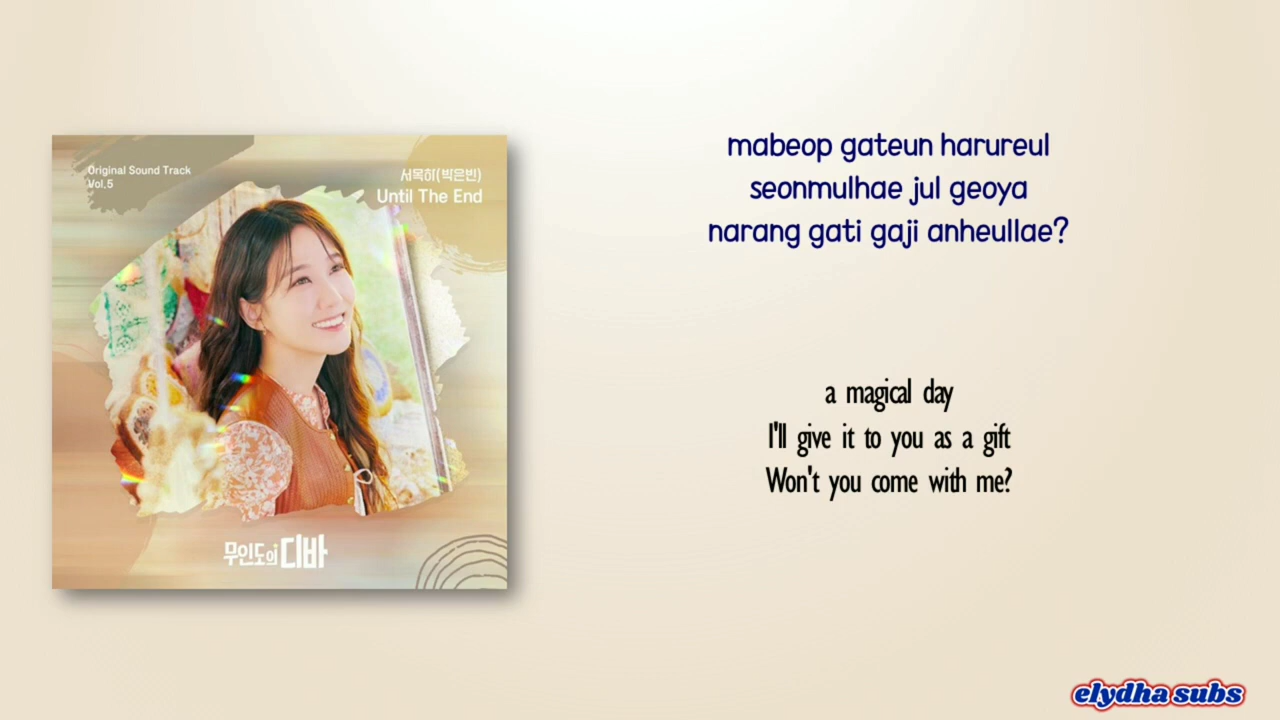 Original Sound Track
Vol.5
서목하(박은빈)
Until The End
무인도의 디바
mabeop gateun harureul
seonmulhae jul geoya
narang gati gaji anheullae?
a magical day
I'll give it to you as a gift
Won't you come with me?
elydha subs